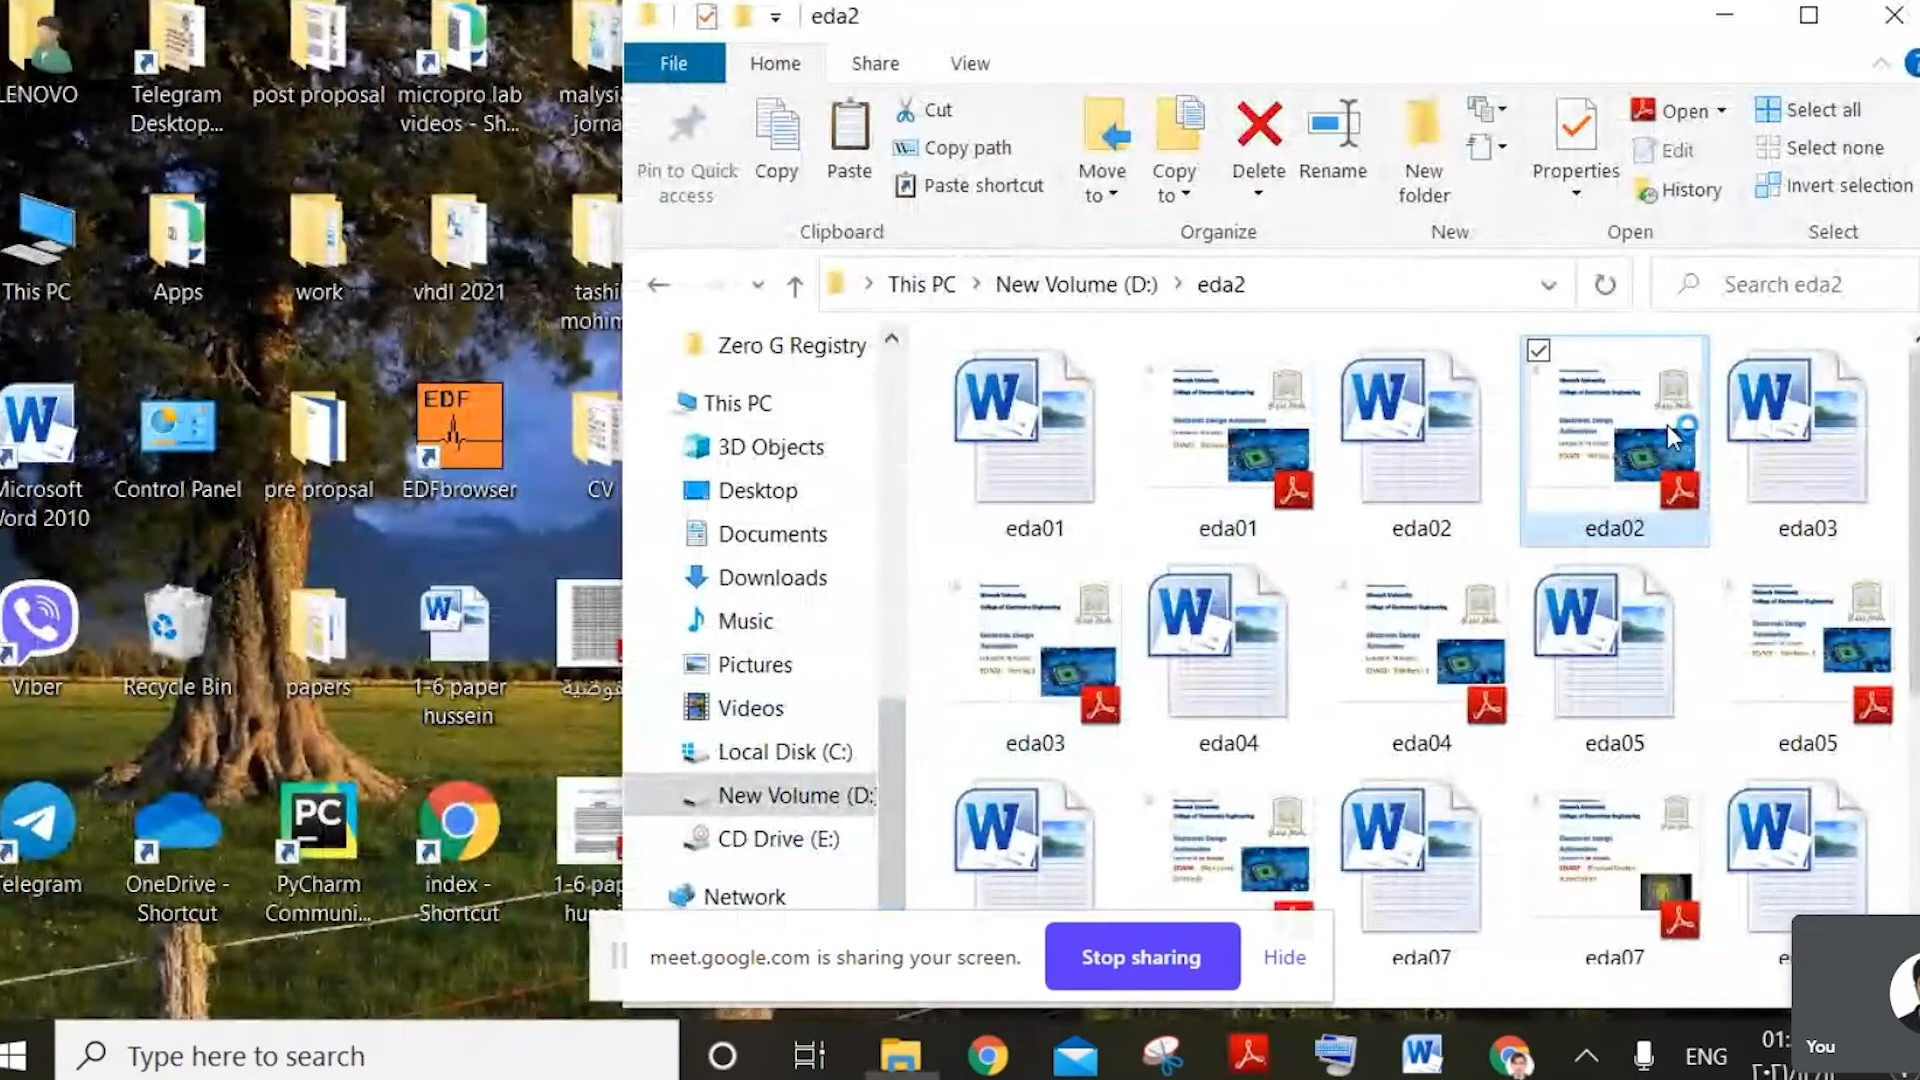 LENOVO
Telegram
Desktop...
post proposal
micropro lab
videos - Sh...
This PC
Apps
work
vhdl 2021
Microsoft
Word 2010
Control Panel
pre propsal
EDF
EDFbrowser
CV
Viber
Recycle Bin
papers
1-6 paper
hussein
Telegram
OneDrive -
Shortcut
PC
PyCharm
Communi...
index -
Shortcut
eda2
File
Home
Share
View
Pin to Quick
access
Copy
Paste
Cut
Copy path
Paste shortcut
Clipboard
Move
to
Copy
to
Delete
Rename
Organize
New
folder
New
Properties
Open
Edit
History
Open
Select all
Select none
Invert selection
Select
This PC
New Volume (D:)
eda2
Search eda2
Zero G Registry
This PC
3D Objects
Desktop
Documents
Downloads
Music
Pictures
Videos
Local Disk (C:)
New Volume (D:
CD Drive (E:)
Network
eda01
eda01
eda02
eda02
eda03
eda03
eda04
eda04
eda05
eda05
eda07
eda07
meet.google.com is sharing your screen.
Stop sharing
Hide
You
Type here to search
ENG
01: